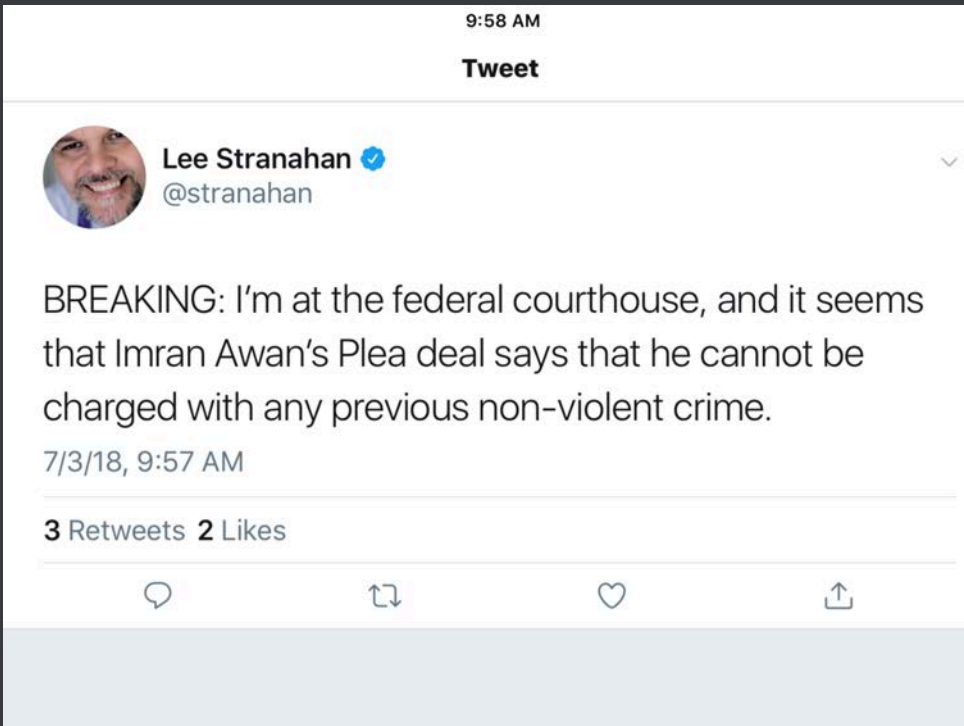 9:58 AM
Tweet
Lee Stranahan
@stranahan
BREAKING: I’m at the federal courthouse, and it seems
that Imran Awan’s Plea deal says that he cannot be
charged with any previous non-violent crime.
7/3/18, 9:57 AM
3 Retweets 2 Likes